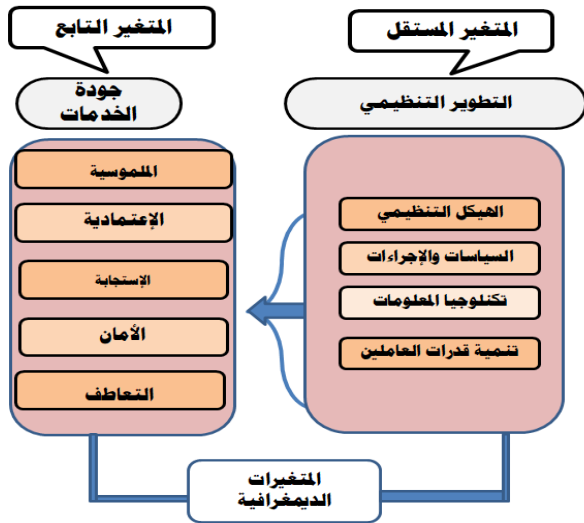 المتغير المستقل
المتغير التابع
التطوير التنظيمي
جودة
الخدمات
الهيكل التنظيمي
السياسات والإجراءات
تكنلوجيا المعلومات
تنمية قدرات العاملين
الملموسية
الإعتمادية
الإستجابة
الأمان
التعاطف
المتغيرات
الديمغرافية